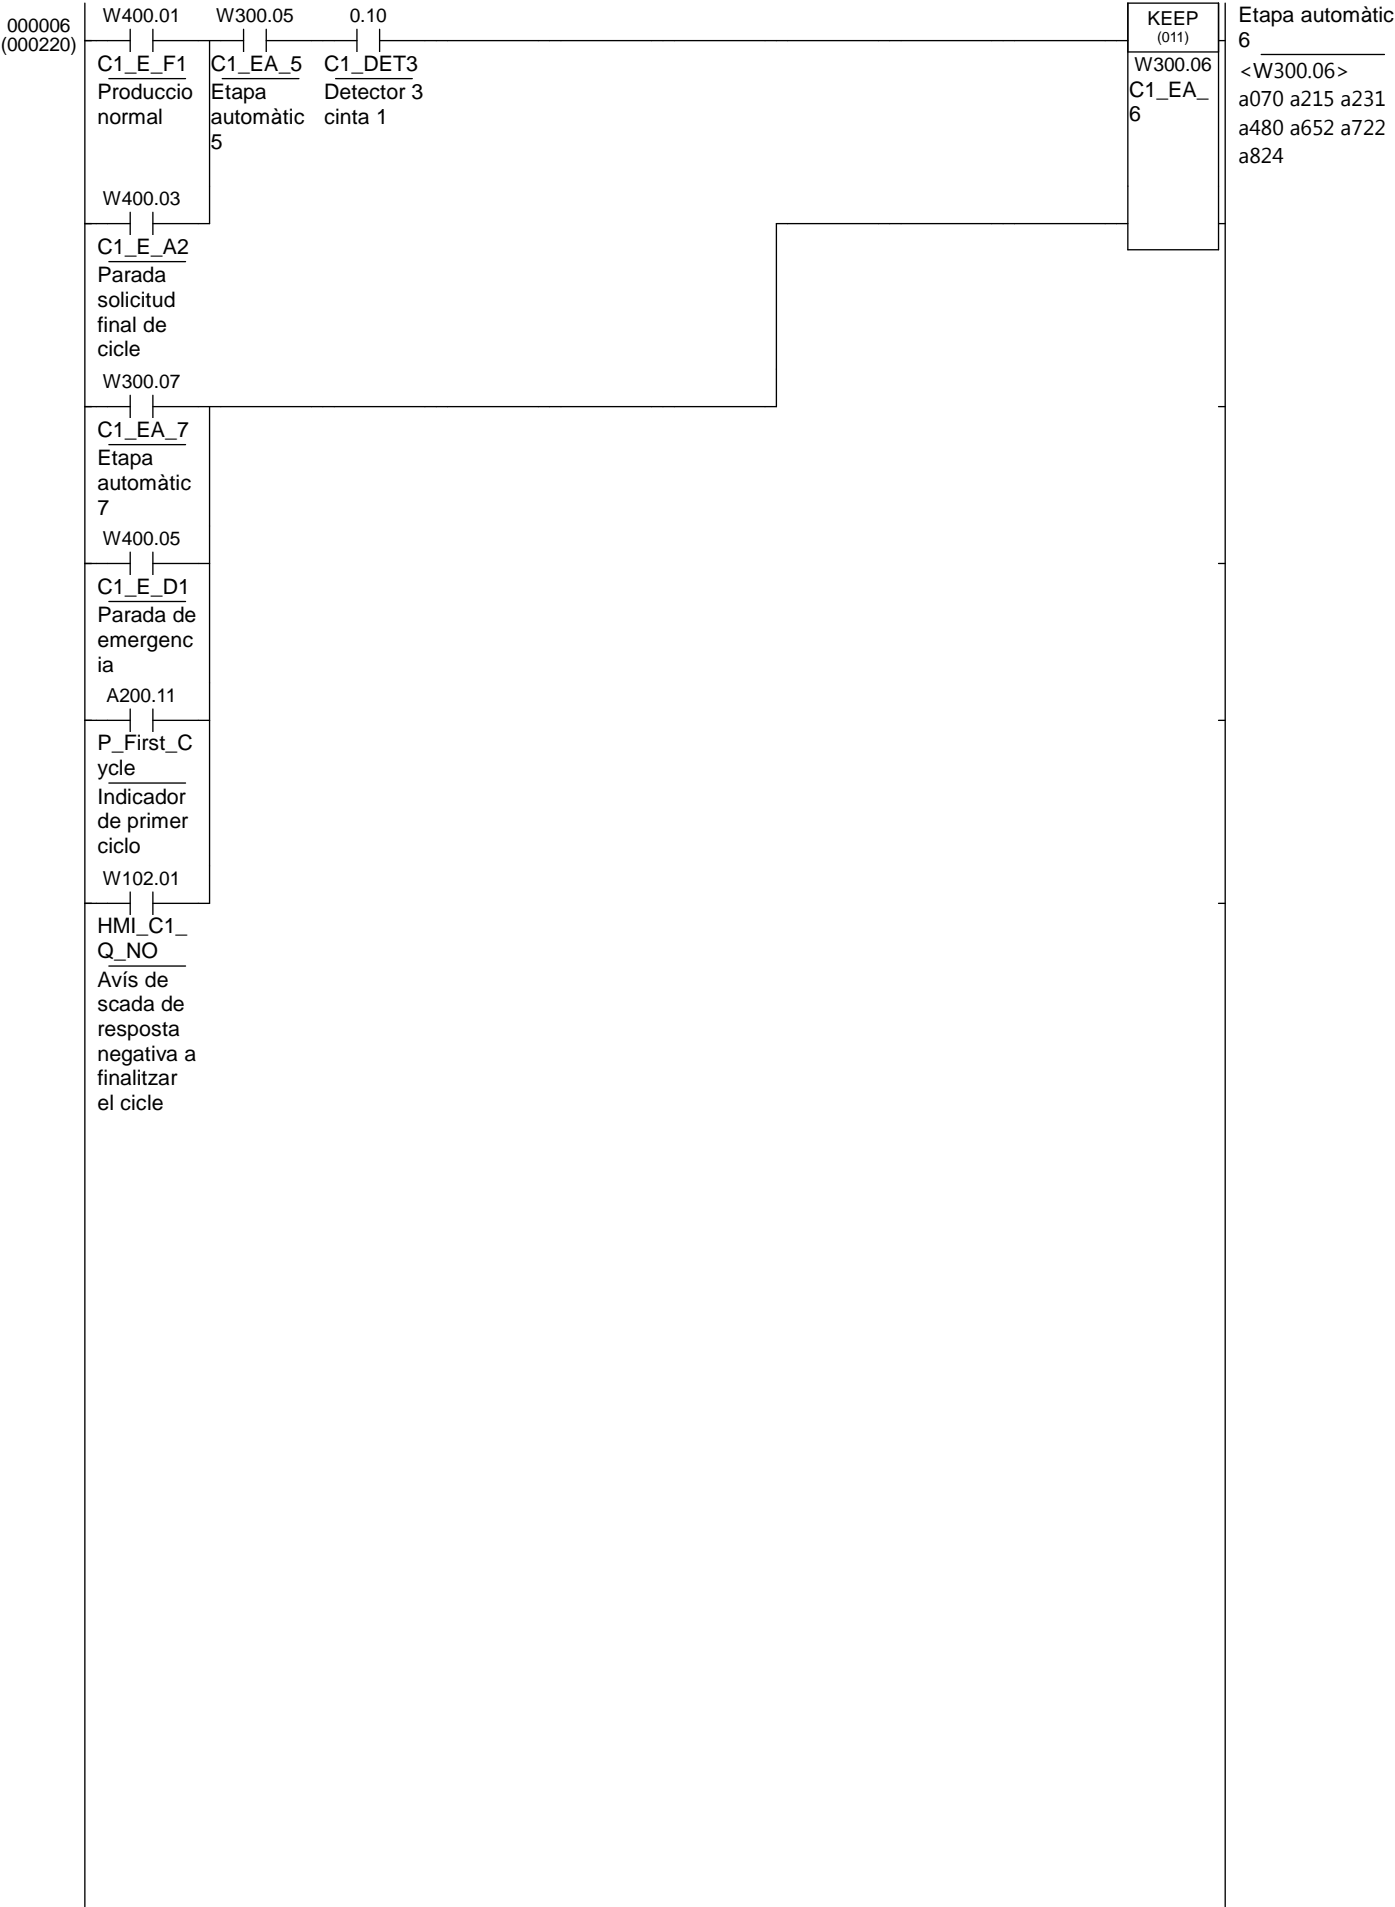 000006
(000220)
W400.01
W300.05
0.10
C1_E_F1
Produccio
normal
C1_EA_5
Etapa
automàtic
5
C1_DET3
Detector 3
cinta 1
KEEP
(011)
W300.06
C1_EA_
6
Etapa automàtic
6
<W300.06>
a070 a215 a231
a480 a652 a722
a824
W400.03
C1_E_A2
Parada
solicitud
final de
cicle
W300.07
C1_EA_7
Etapa
automàtic
7
W400.05
C1_E_D1
Parada de
emergenc
ia
A200.11
P_First_C
ycle
Indicador
de primer
ciclo
W102.01
HMI_C1_
Q_NO
Avís de
scada de
resposta
negativa a
finalitzar
el cicle